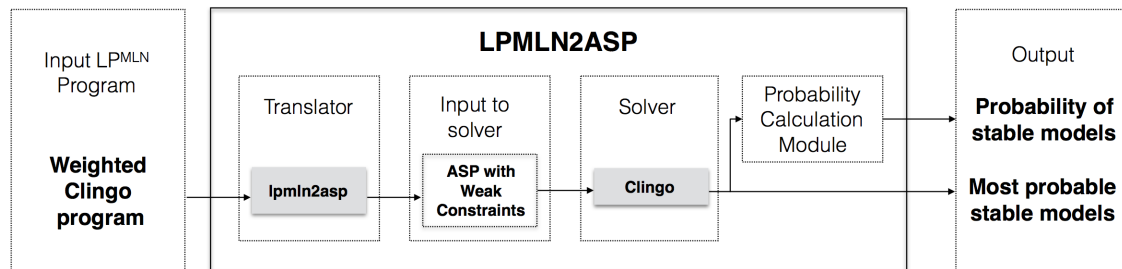 LPMLN2ASP
Input LPMLN
Program
Weighted
Clingo
program
Translator
lpmln2asp
Input to
solver
ASP with
Weak
Constraints
Solver
Clingo
Probability
Calculation
Module
Output
Probability of
stable models
Most probable
stable models